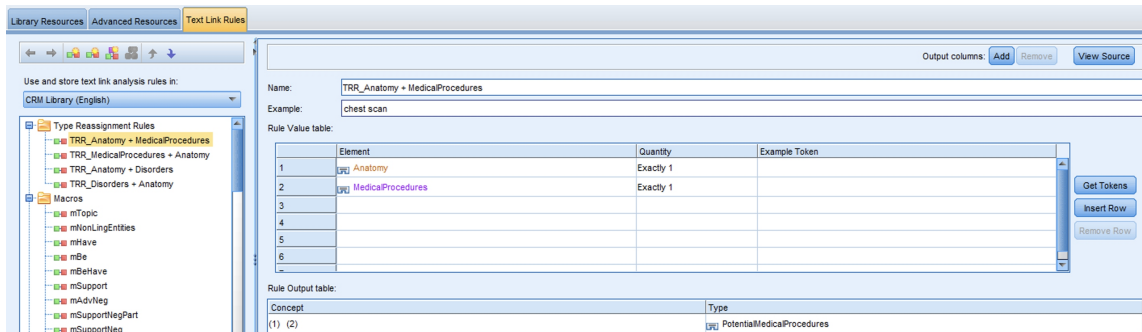 Library Resources Advanced Resources Text Link Rules
Output columns: Add Remove View Source
Use and store text link analysis rules in:
CRM Library (English)
Type Reassignment Rules
TRR_Anatomy + MedicalProcedures
TRR_MedicalProcedures + Anatomy
TRR_Anatomy + Disorders
TRR_Disorders + Anatomy
Macros
mTopic
mNonLingEntities
mHave
mBe
mBeHave
mSupport
mAdvNeg
mSupportNegPart
mSupportNeg
Name: TRR_Anatomy + MedicalProcedures
Example: chest scan
Rule Value table:
Element Quantity Example Token
1 Anatomy Exactly 1
2 MedicalProcedures Exactly 1
3
4
5
6
Get Tokens
Insert Row
Remove Row
Rule Output table:
Concept Type
(1) (2) PotentialMedicalProcedures